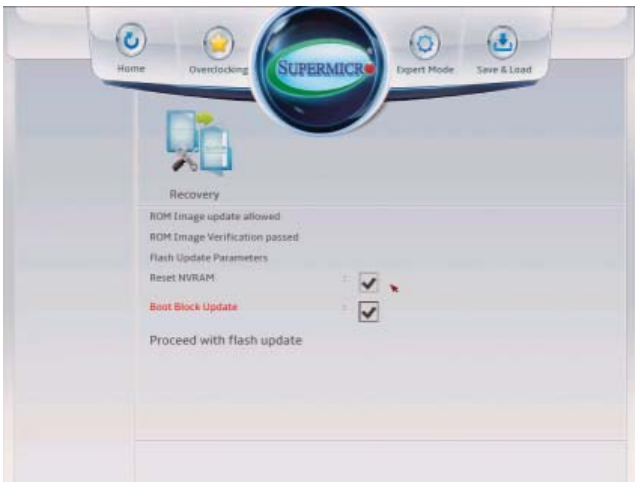 Home
Overclocking
SUPERMICR
Expert Mode
Save & Load
Recovery
ROM Image update allowed
ROM Image Verification passed
Flash Update Parameters
Reset NVRAM :
Boot Block Update :
Proceed with flash update